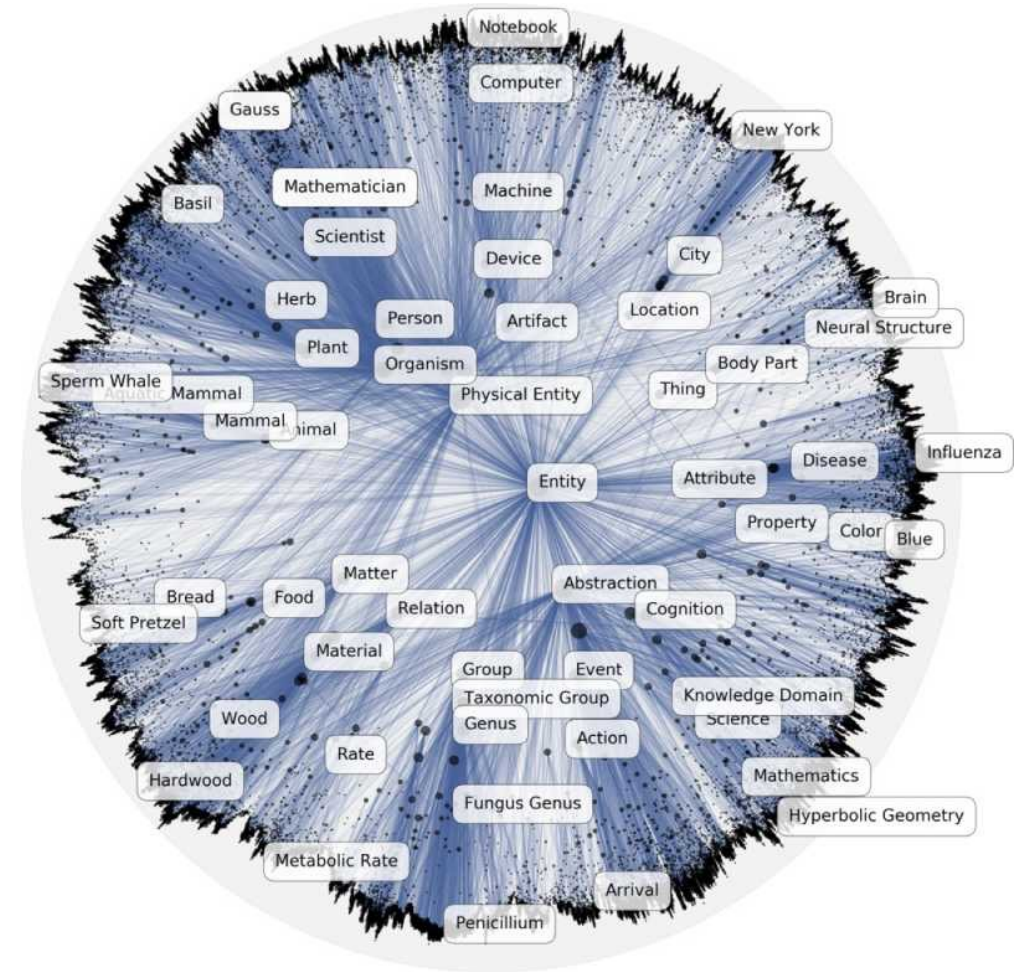 Notebook
Computer
Gauss
New York
Mathematician
Machine
Basil
Scientist
City
Device
Herb
Brain
Location
Person
Artifact
Neural Structure
Plant
Organism
Body Part
Sperm Whale
Thing
Aquatic Mammal
Physical Entity
Mammal
Animal
Influenza
Disease
Attribute
Entity
Property
Color
Blue
Matter
Abstraction
Bread
Food
Relation
Cognition
Soft Pretzel
Material
Group
Event
Knowledge Domain
Taxonomic Group
Wood
Genus
Science
Action
Rate
Hardwood
Mathematics
Fungus Genus
Hyperbolic Geometry
Metabolic Rate
Arrival
Penicillium